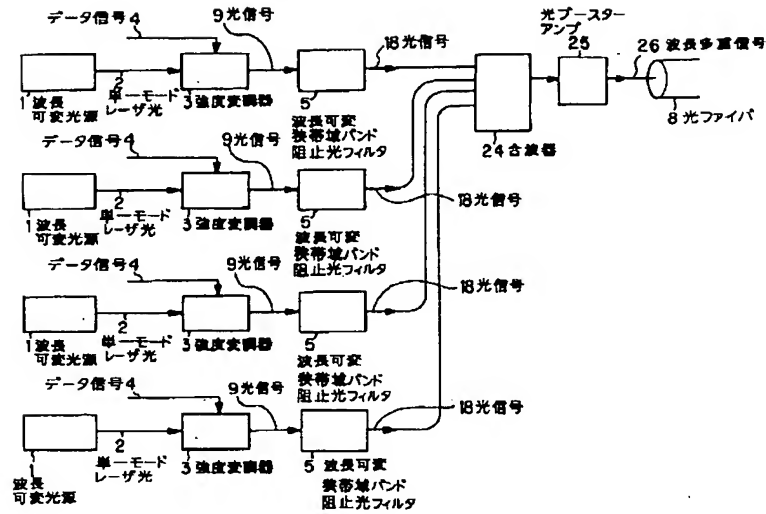 データ信号4
9光信号
18光信号
光ブースター
アンプ
25
26 波長多重信号
2
単一モード
レーザ光
1 波長
可変光源
3 強度変調器
5
波長可変
狭帯域バンド
阻止光フィルタ
24 合波器
8 光ファイバ
データ信号4
9光信号
18光信号
2
単一モード
レーザ光
1 波長
可変光源
3 強度変調器
5
波長可変
狭帯域バンド
阻止光フィルタ
データ信号4
9光信号
18光信号
2
単一モード
レーザ光
1 波長
可変光源
3 強度変調器
5
波長可変
狭帯域バンド
阻止光フィルタ
データ信号4
9光信号
18光信号
2
単一モード
レーザ光
1
波長
可変光源
3 強度変調器
5 波長可変
狭帯域バンド
阻止光フィルタ